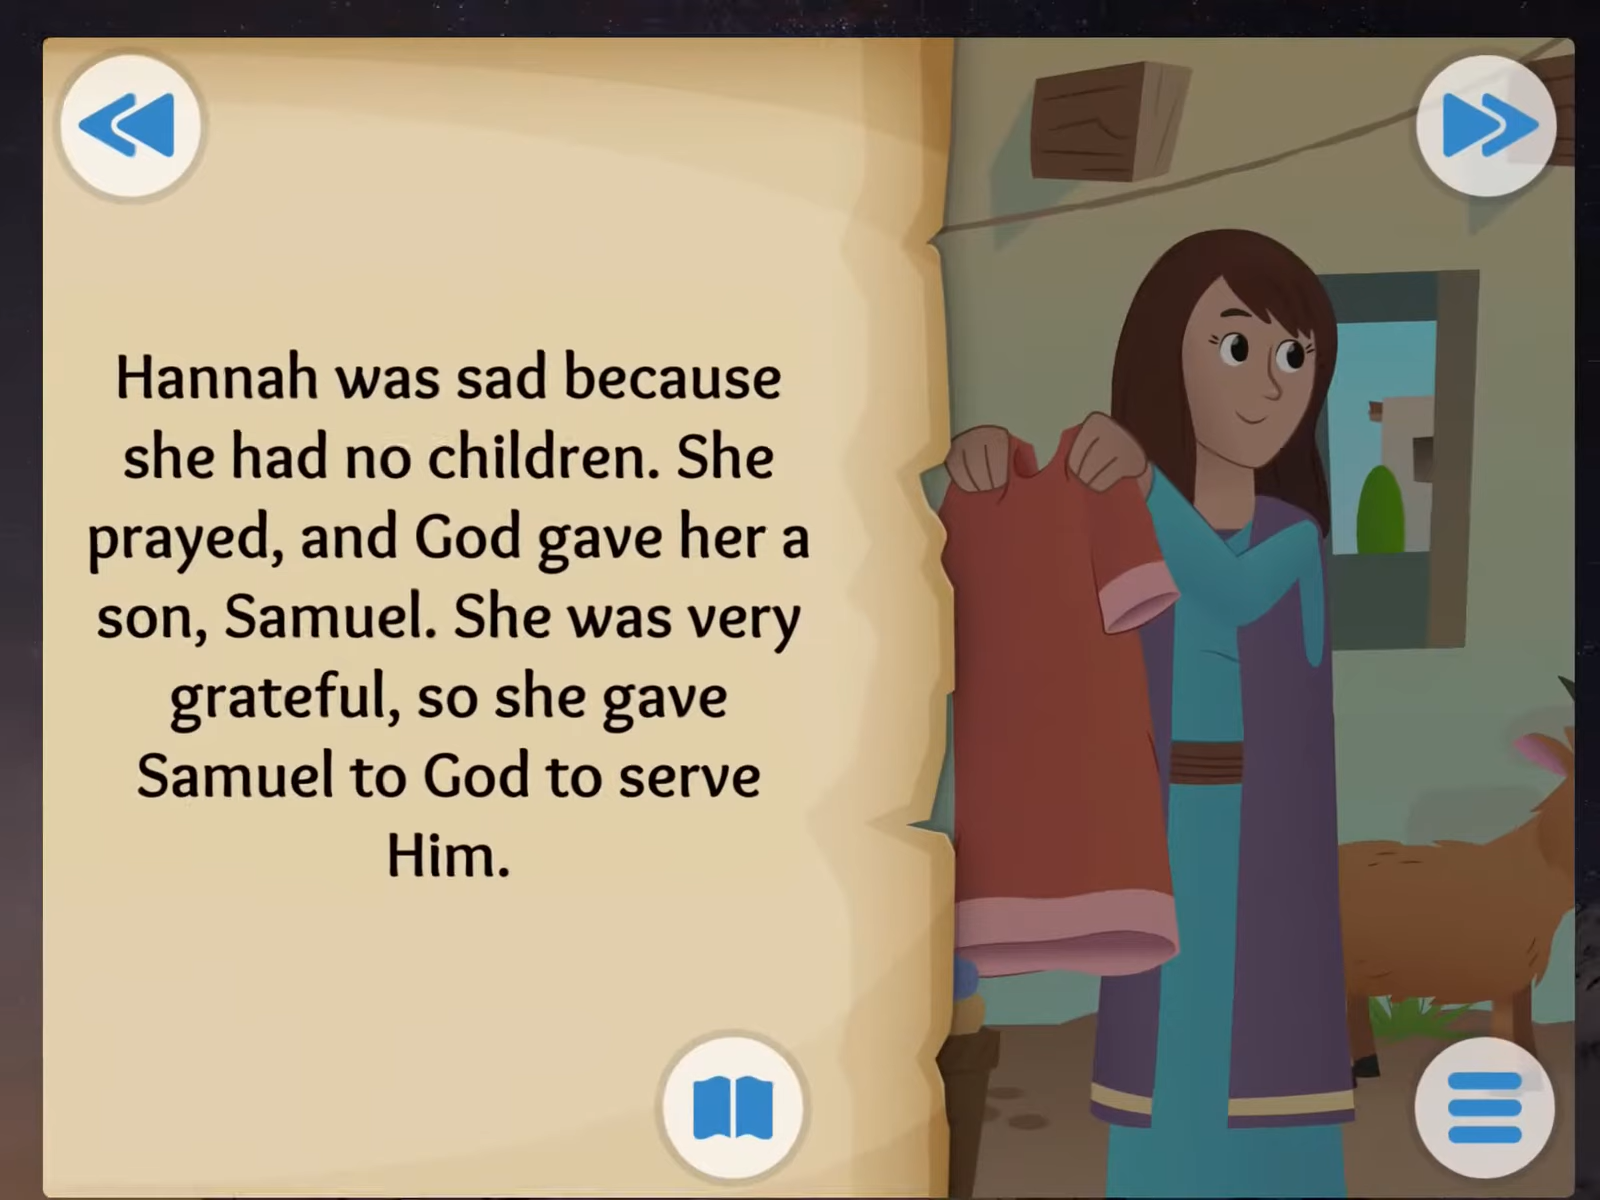 Hannah was sad because
she had no children. She
prayed, and God gave her a
son, Samuel. She was very
grateful, so she gave
Samuel to God to serve
Him.